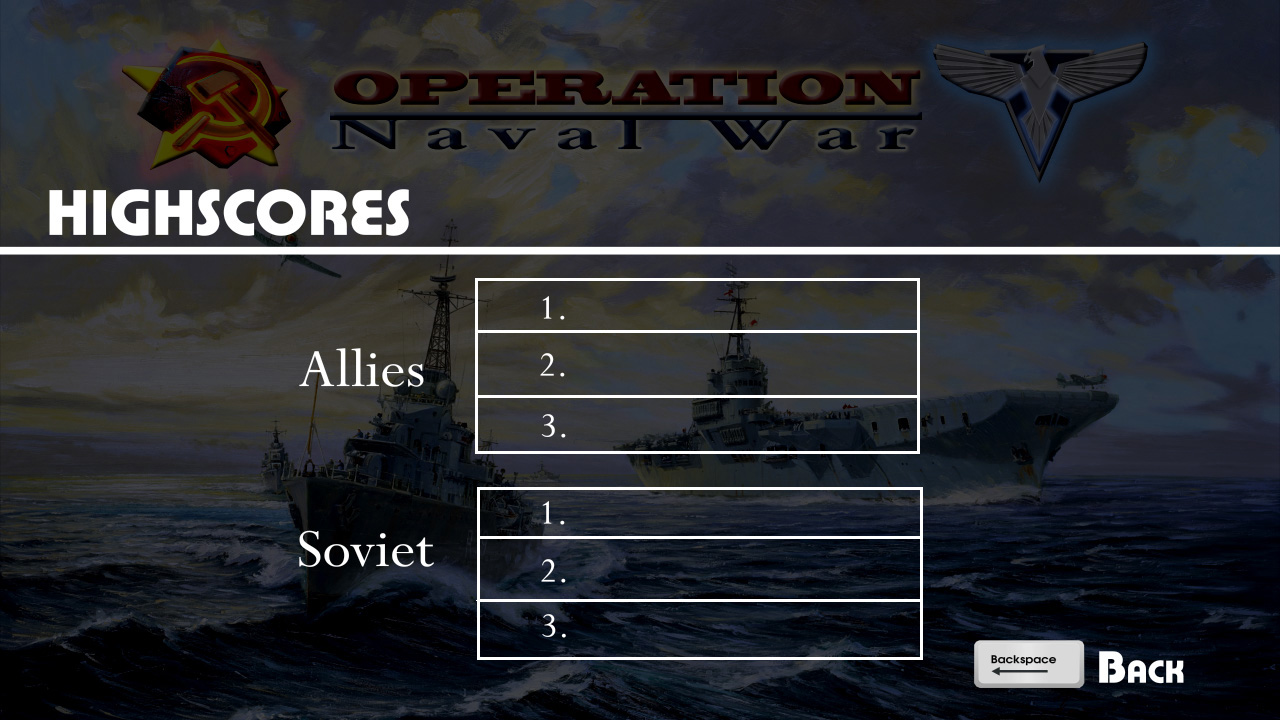 OPERATION
Naval War
HIGHSCORES
Allies
1.
2.
3.
Soviet
1.
2.
3.
Backspace
Back